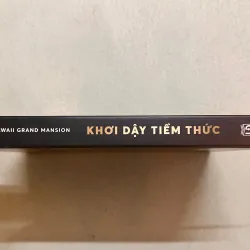 WAII GRAND MANSION KHƠI DẬY TIỀM THỨC